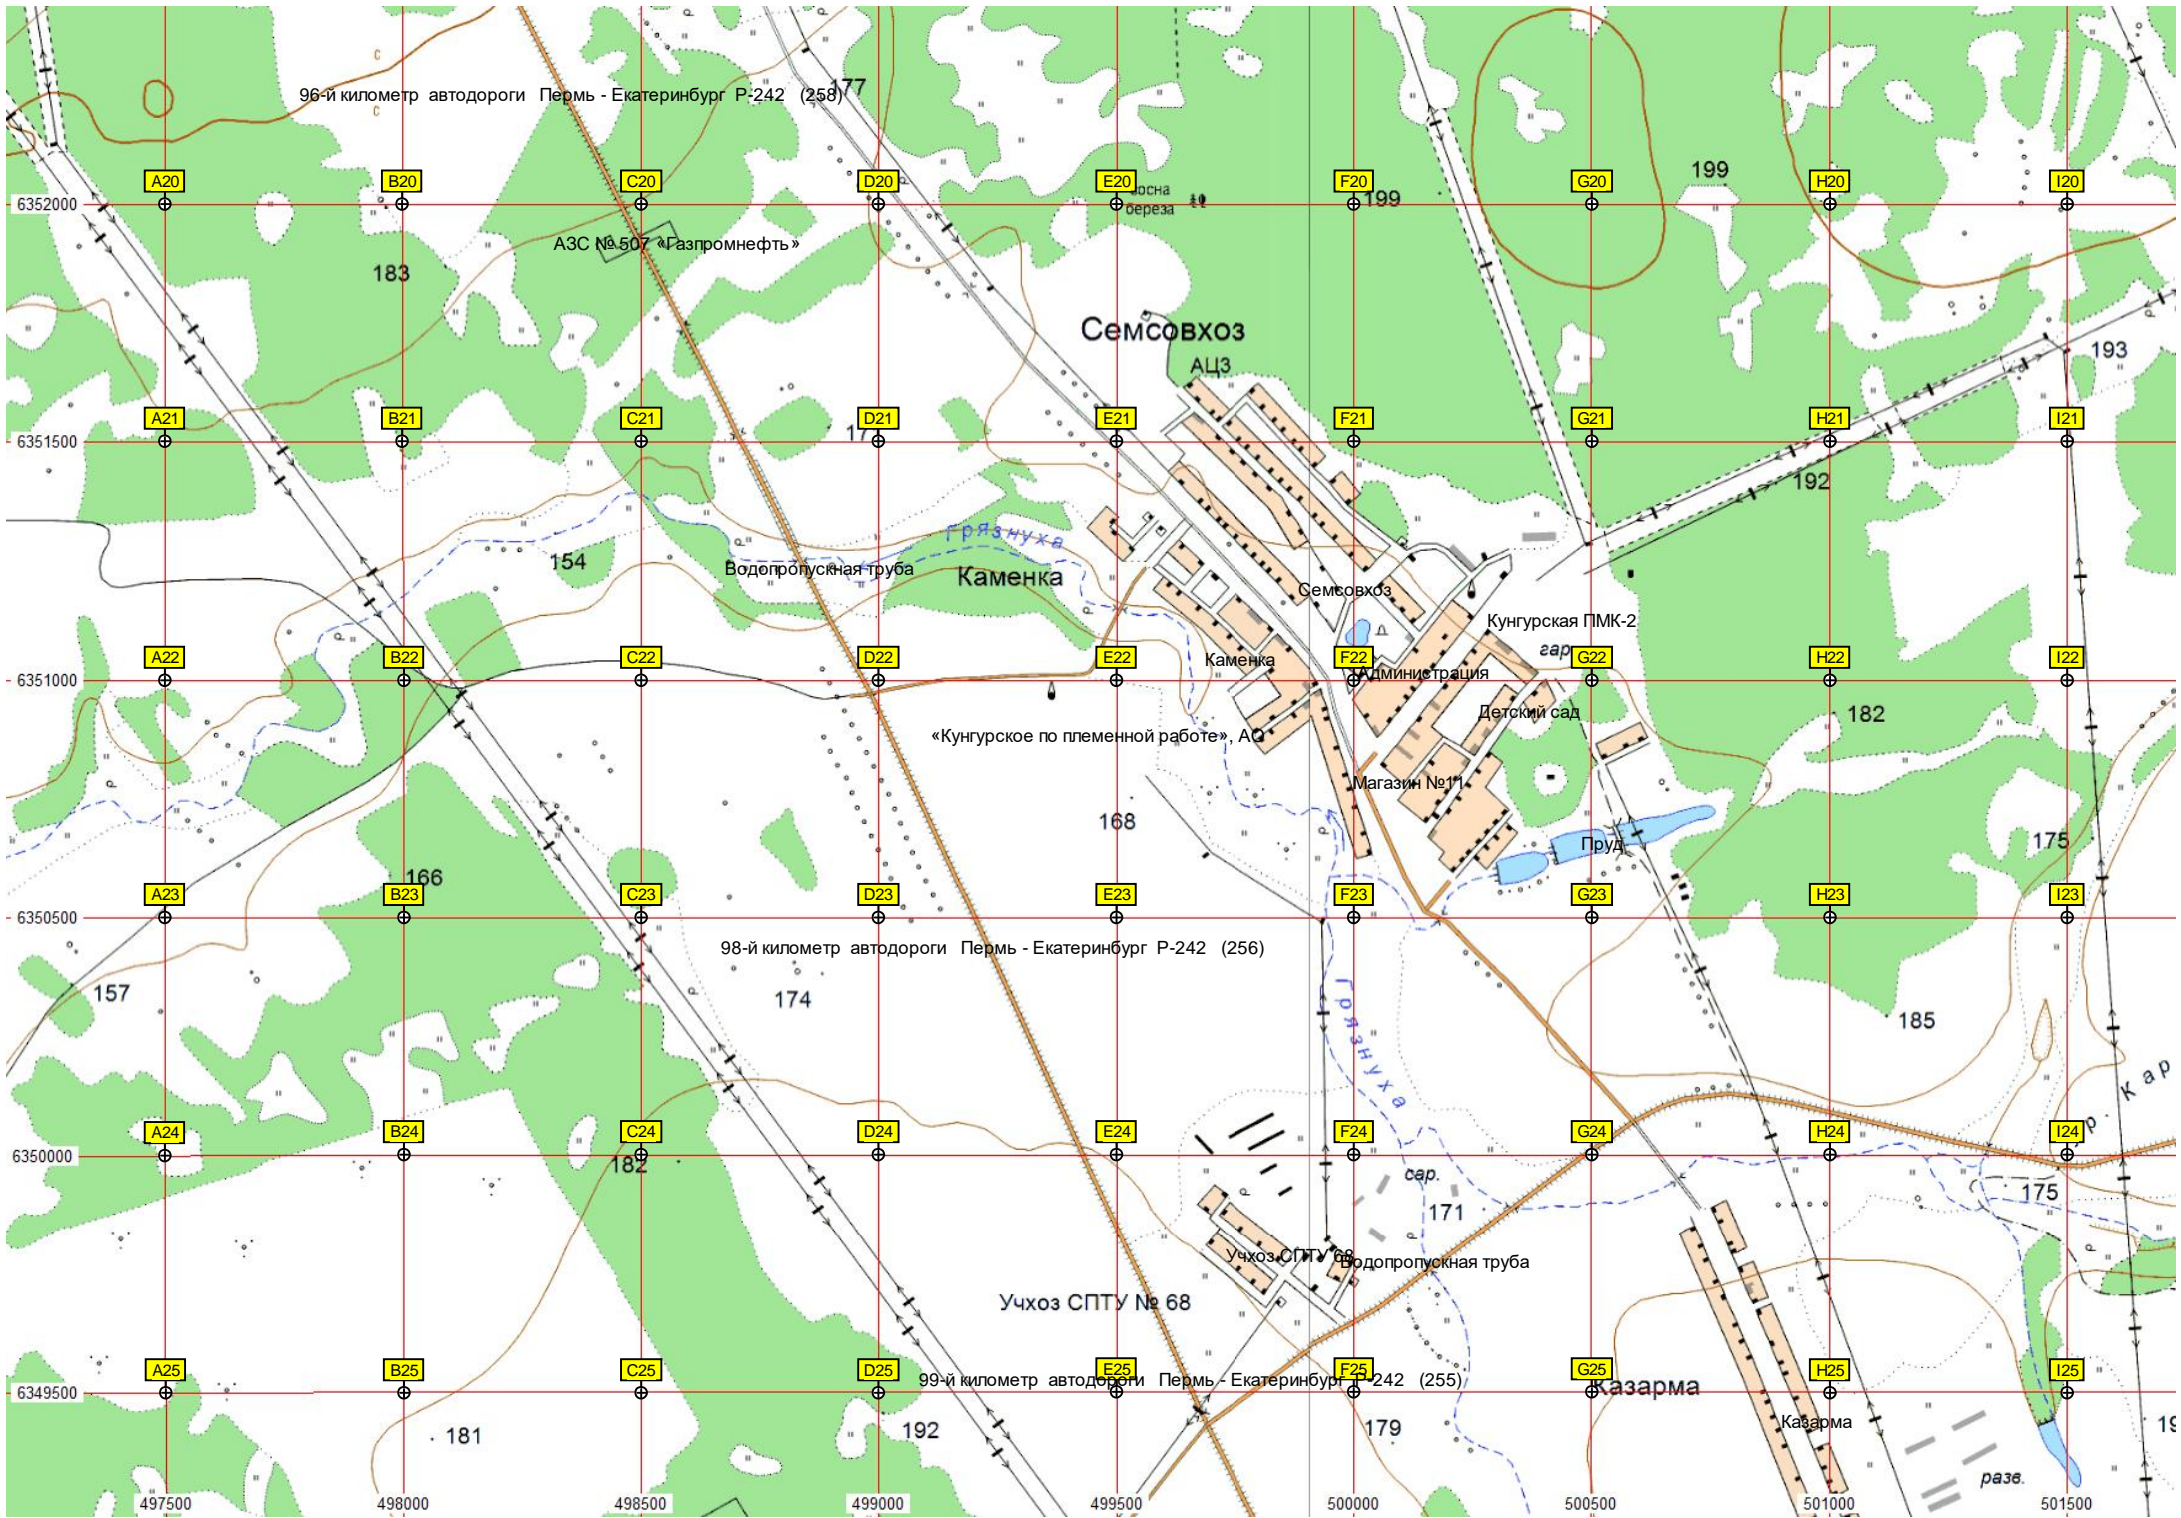 с
177
96-й километр автодороги Пермь - Екатеринбург Р-242 (258)
с
199
A20 B20 C20 D20 E20 F20 G20 H20 I20
сосна
береза
199
6352000
АЗС № 507 «Газпромнефть»
183
Семсовхоз
193
АЦЗ
A21 B21 C21 D21 E21 F21 G21 H21 I21
17
6351500
192
Грязнуха
154
Водопропускная труба
Каменка
Семсовхоз
Кунгурская ПМК-2
гар.
A22 B22 C22 D22 E22 F22 G22 H22 I22
Каменка
Администрация
6351000
Детский сад
182
«Кунгурское по племенной работе», АО
Магазин №11
168
Пруд
175
166
A23 B23 C23 D23 E23 F23 G23 H23 I23
6350500
98-й километр автодороги Пермь - Екатеринбург Р-242 (256)
157
174
Грязнуха
185
р. Кар
A24 B24 C24 D24 E24 F24 G24 H24 I24
6350000
182
сар.
175
171
Учхоз СПТУ 68
Водопропускная труба
Учхоз СПТУ № 68
A25 B25 C25 D25 E25 F25 G25 H25 I25
99-й километр автодороги Пермь - Екатеринбург Р-242 (255)
Казарма
6349500
Казарма
181
192
179
19
разв.
497500 498000 498500 499000 499500 500000 500500 501000 501500